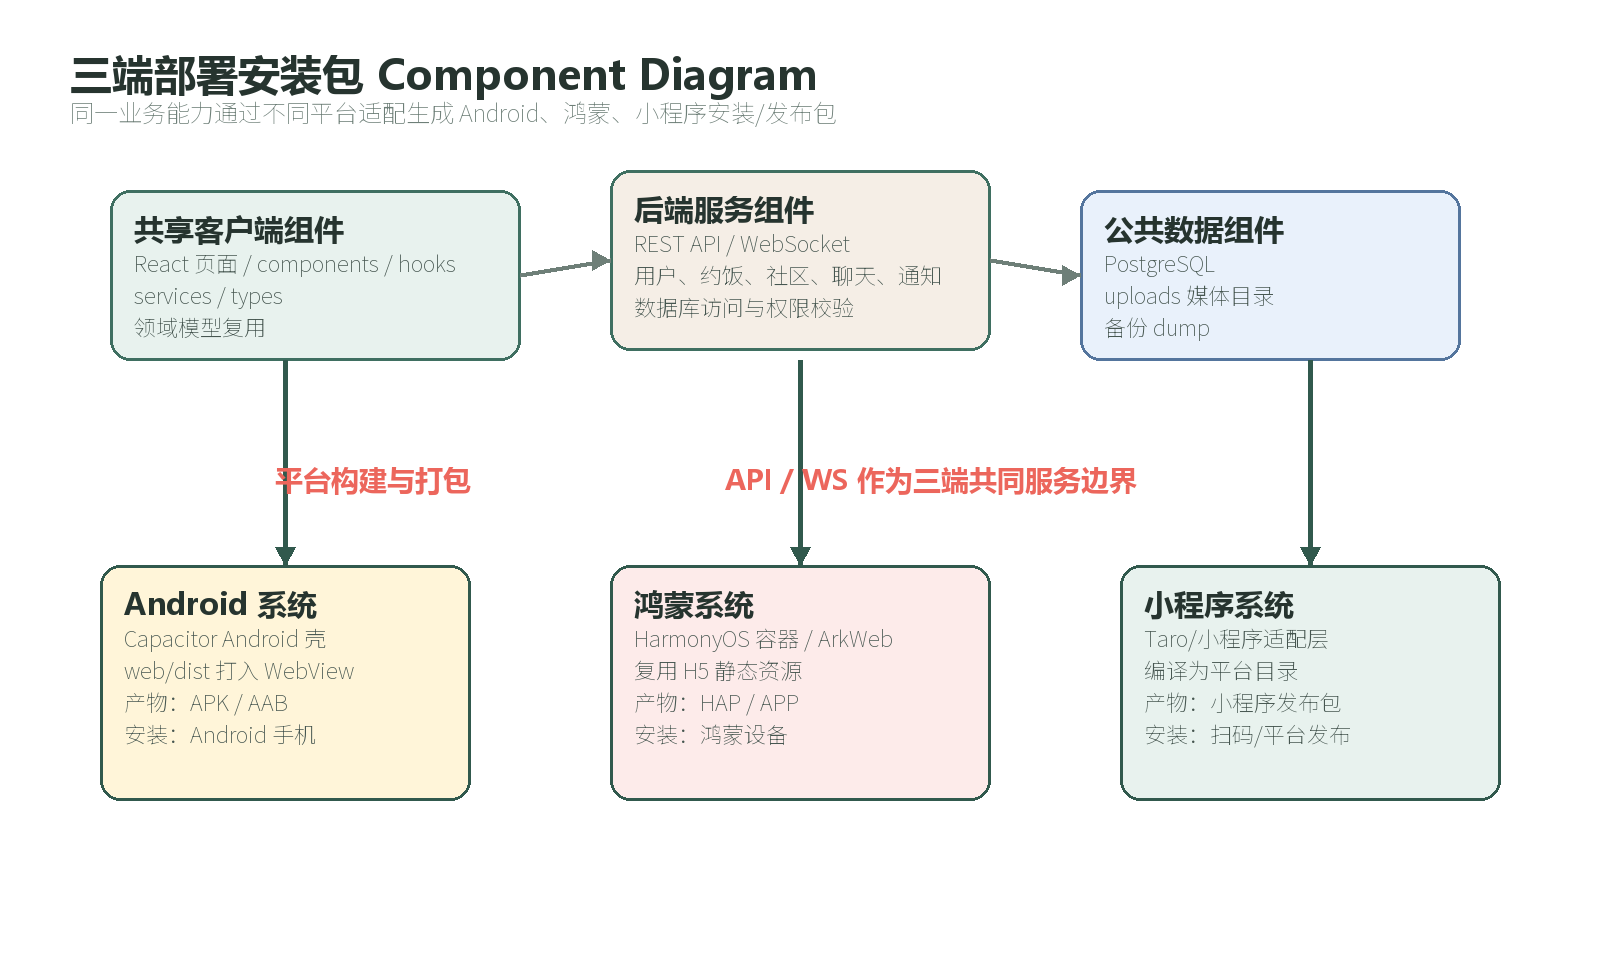 三端部署安装包 Component Diagram
同一业务能力通过不同平台适配生成 Android、鸿蒙、小程序安装/发布包
共享客户端组件
React 页面 / components / hooks
services / types
领域模型复用
后端服务组件
REST API / WebSocket
用户、约饭、社区、聊天、通知
数据库访问与权限校验
公共数据组件
PostgreSQL
uploads 媒体目录
备份 dump
平台构建与打包
API / WS 作为三端共同服务边界
Android 系统
Capacitor Android 壳
web/dist 打入 WebView
产物：APK / AAB
安装：Android 手机
鸿蒙系统
HarmonyOS 容器 / ArkWeb
复用 H5 静态资源
产物：HAP / APP
安装：鸿蒙设备
小程序系统
Taro/小程序适配层
编译为平台目录
产物：小程序发布包
安装：扫码/平台发布